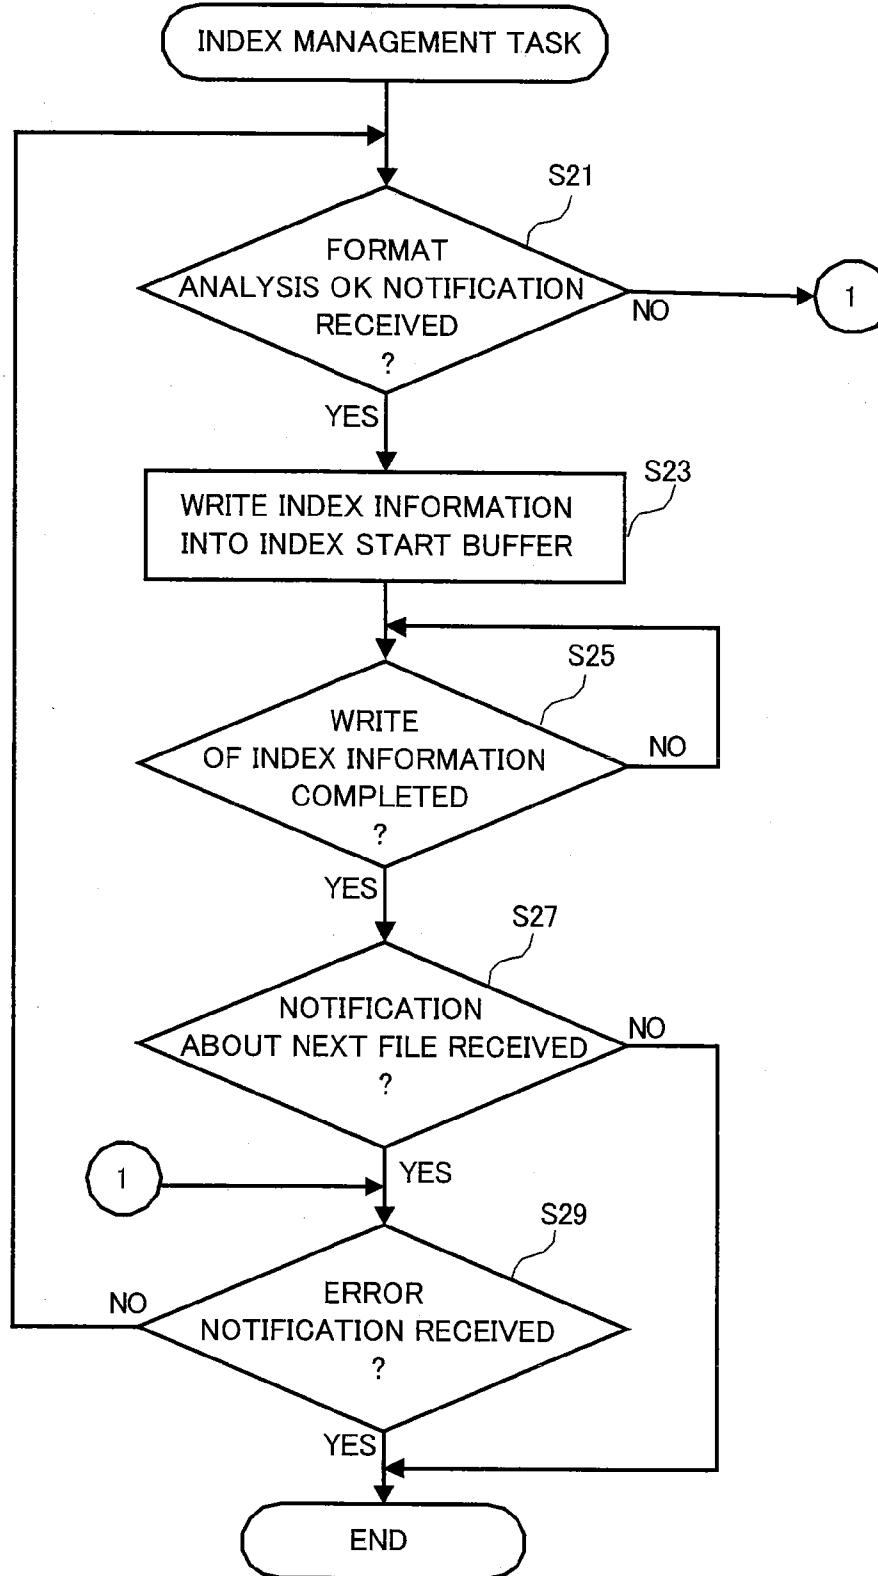 INDEX MANAGEMENT TASK
S21
FORMAT
ANALYSIS OK NOTIFICATION
RECEIVED
?
NO
1
YES
S23
WRITE INDEX INFORMATION
INTO INDEX START BUFFER
S25
WRITE
OF INDEX INFORMATION
COMPLETED
?
NO
YES
S27
NOTIFICATION
ABOUT NEXT FILE RECEIVED
?
NO
YES
1
S29
ERROR
NOTIFICATION RECEIVED
?
NO
YES
END